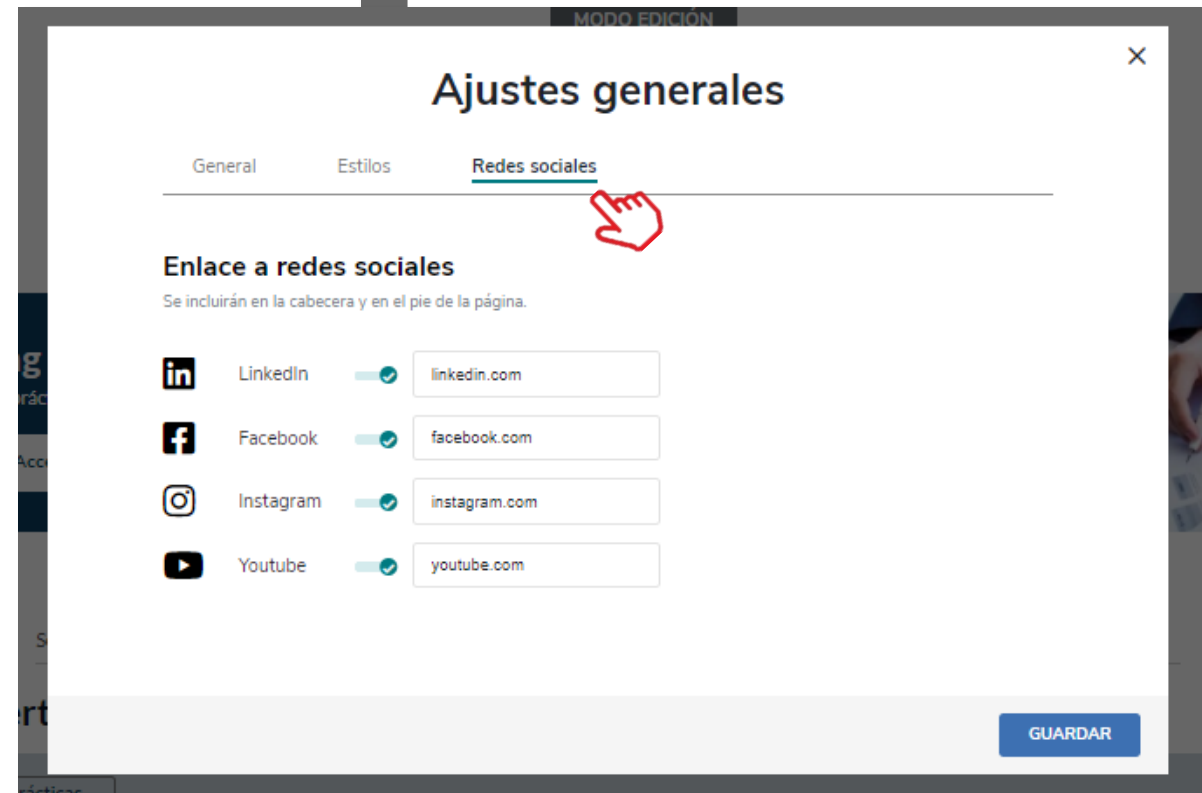 MODO EDICIÓN
×
Ajustes generales
General Estilos Redes sociales
Enlace a redes sociales
Se incluirán en la cabecera y en el pie de la página.
in LinkedIn linkedin.com
Facebook facebook.com
Instagram instagram.com
Youtube youtube.com
GUARDAR